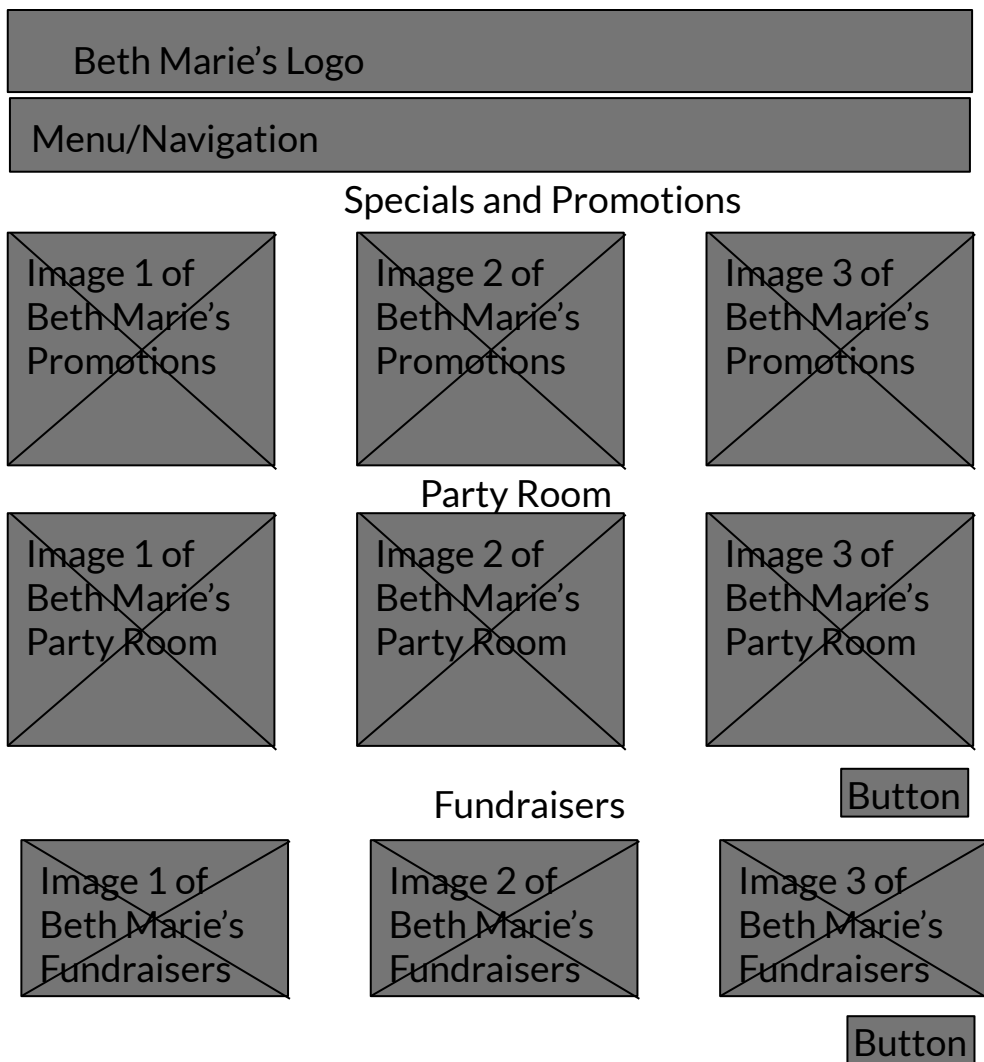 Beth Marie’s Logo
Menu/Navigation
Specials and Promotions
Image 1 of
Beth Marie’s
Promotions
Image 2 of
Beth Marie’s
Promotions
Image 3 of
Beth Marie’s
Promotions
Party Room
Image 1 of
Beth Marie’s
Party Room
Image 2 of
Beth Marie’s
Party Room
Image 3 of
Beth Marie’s
Party Room
Button
Fundraisers
Image 1 of
Beth Marie’s
Fundraisers
Image 2 of
Beth Marie’s
Fundraisers
Image 3 of
Beth Marie’s
Fundraisers
Button